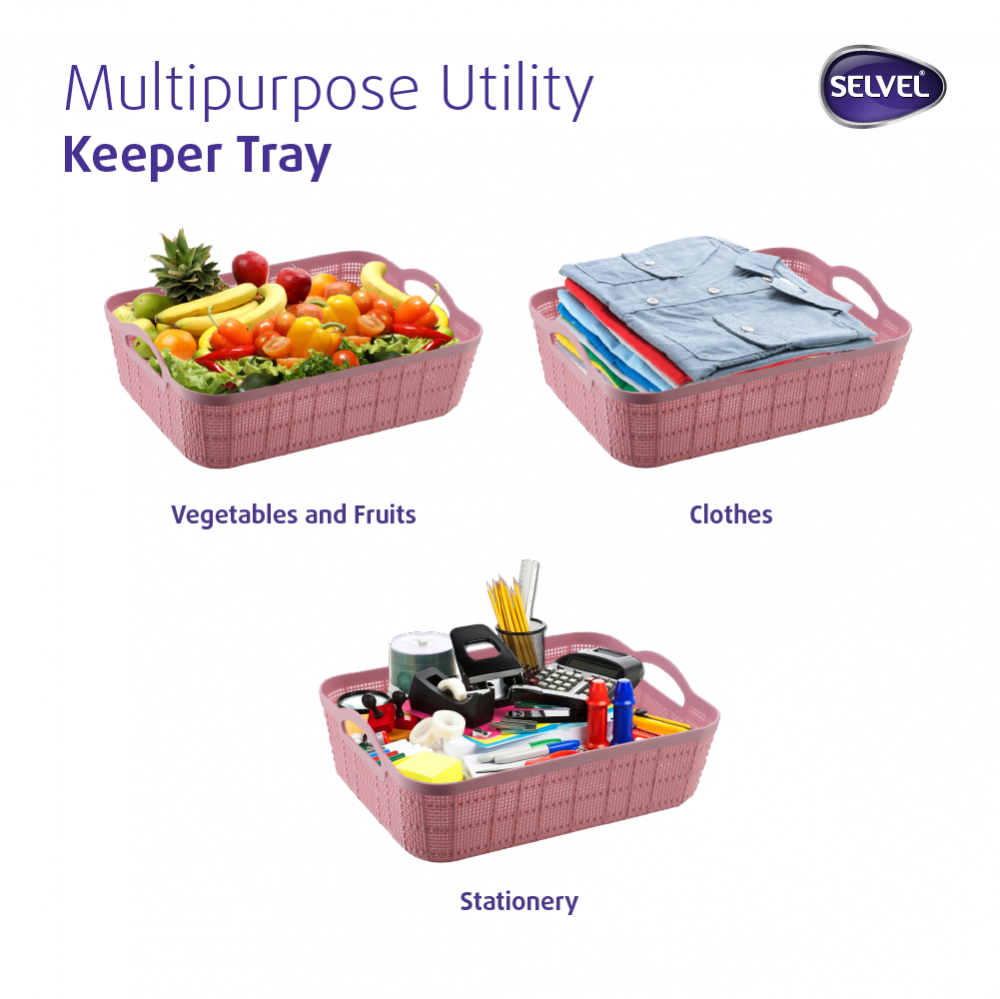 Multipurpose Utility
Keeper Tray
SELVEL®
Vegetables and Fruits
Clothes
Stationery